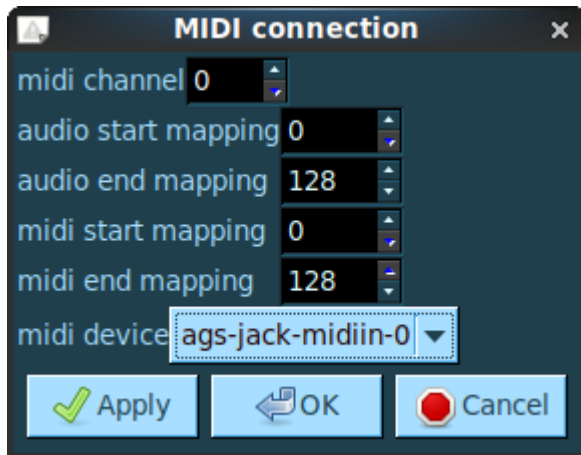 MIDI connection
midi channel 0
audio start mapping 0
audio end mapping 128
midi start mapping 0
midi end mapping 128
midi device ags-jack-midiin-0
Apply OK Cancel